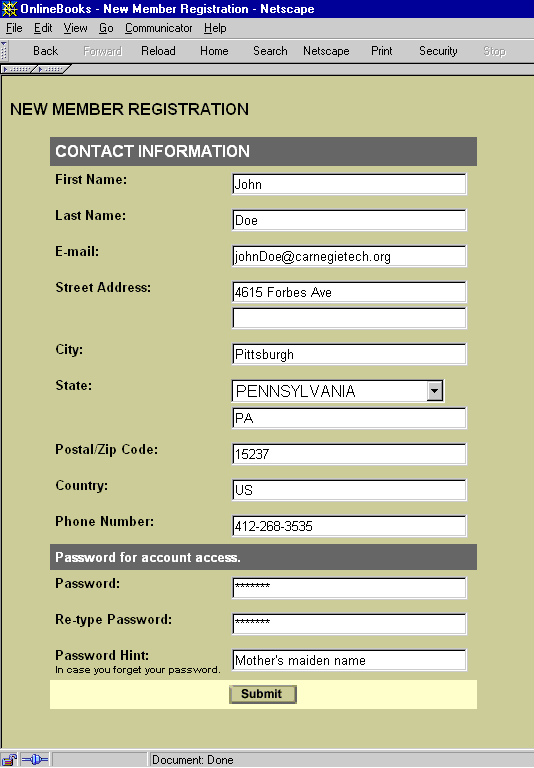 OnlineBooks - New Member Registration - Netscape
File Edit View Go Communicator Help
Back Forward Reload Home Search Netscape Print Security Stop
NEW MEMBER REGISTRATION
CONTACT INFORMATION
First Name: John
Last Name: Doe
E-mail: johnDoe@carnegietech.org
Street Address: 4615 Forbes Ave
City: Pittsburgh
State: PENNSYLVANIA
PA
Postal/Zip Code: 15237
Country: US
Phone Number: 412-268-3535
Password for account access.
Password: *******
Re-type Password: *******
Password Hint: Mother's maiden name
In case you forget your password.
Submit
Document: Done